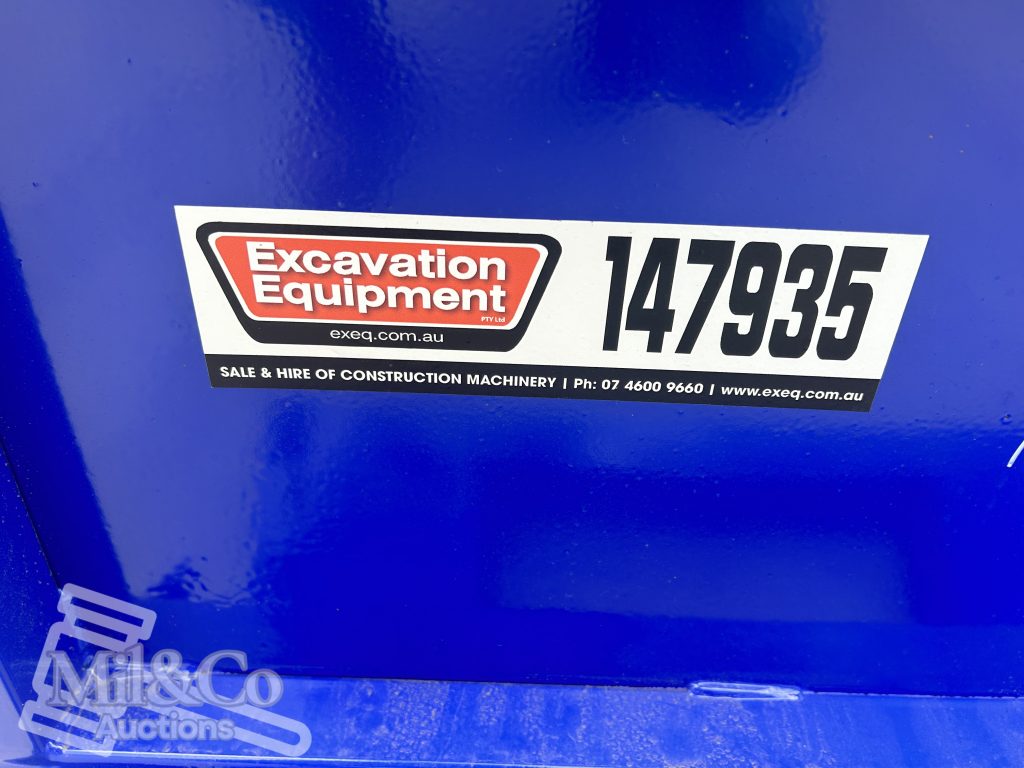 Excavation
Equipment
PTY Ltd
exeq.com.au
147935
SALE & HIRE OF CONSTRUCTION MACHINERY | Ph: 07 4600 9660 | www.exeq.com.au
Mil&Co
Auctions